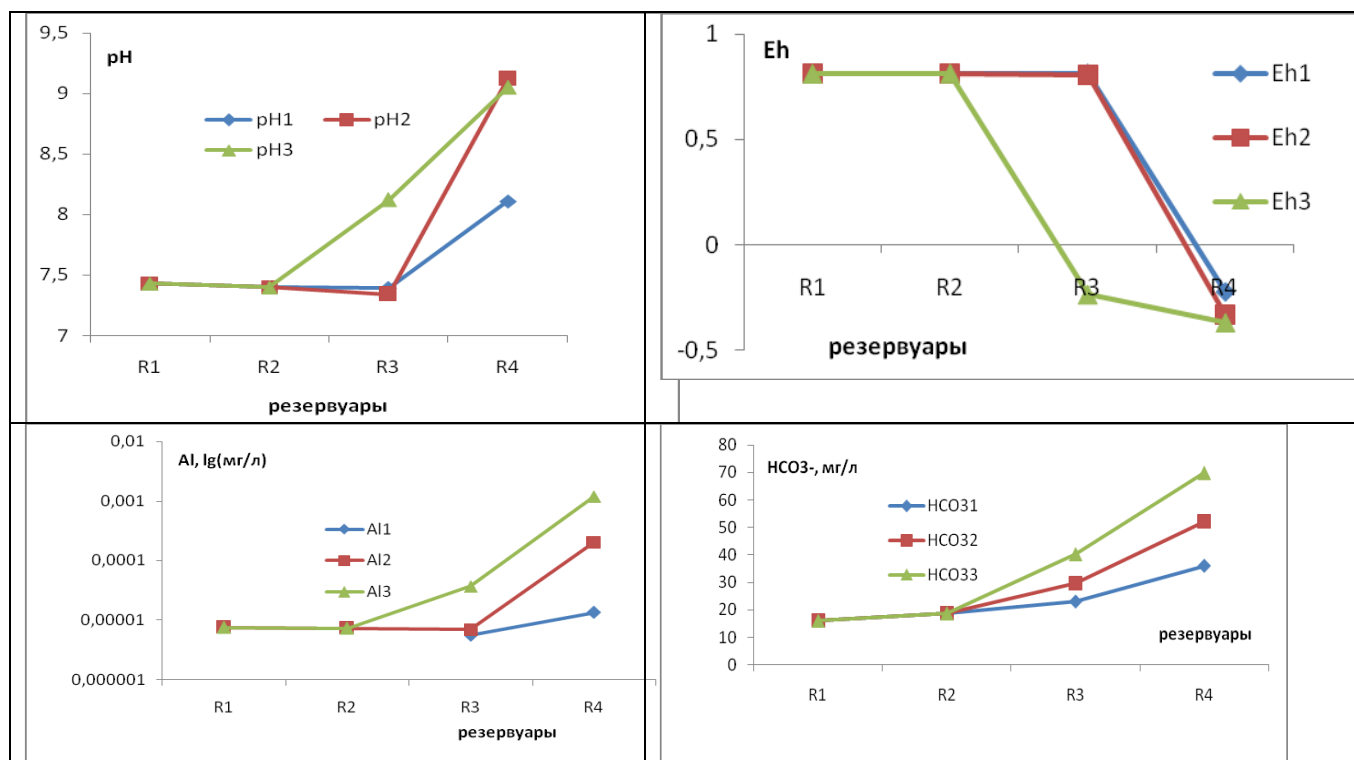 pH
9,5
9
8,5
8
7,5
7
pH1 pH2
pH3
R1 R2 R3 R4
резервуары
Eh
1
0,5
0
-0,5
Eh1
Eh2
Eh3
R1 R2 R3 R4
резервуары
Al, lg(мг/л)
0,01
0,001
0,0001
0,00001
0,000001
Al1
Al2
Al3
R1 R2 R3 R4
резервуары
HCO3-, мг/л
80
70
60
50
40
30
20
10
0
HCO31
HCO32
HCO33
резервуары
R1 R2 R3 R4